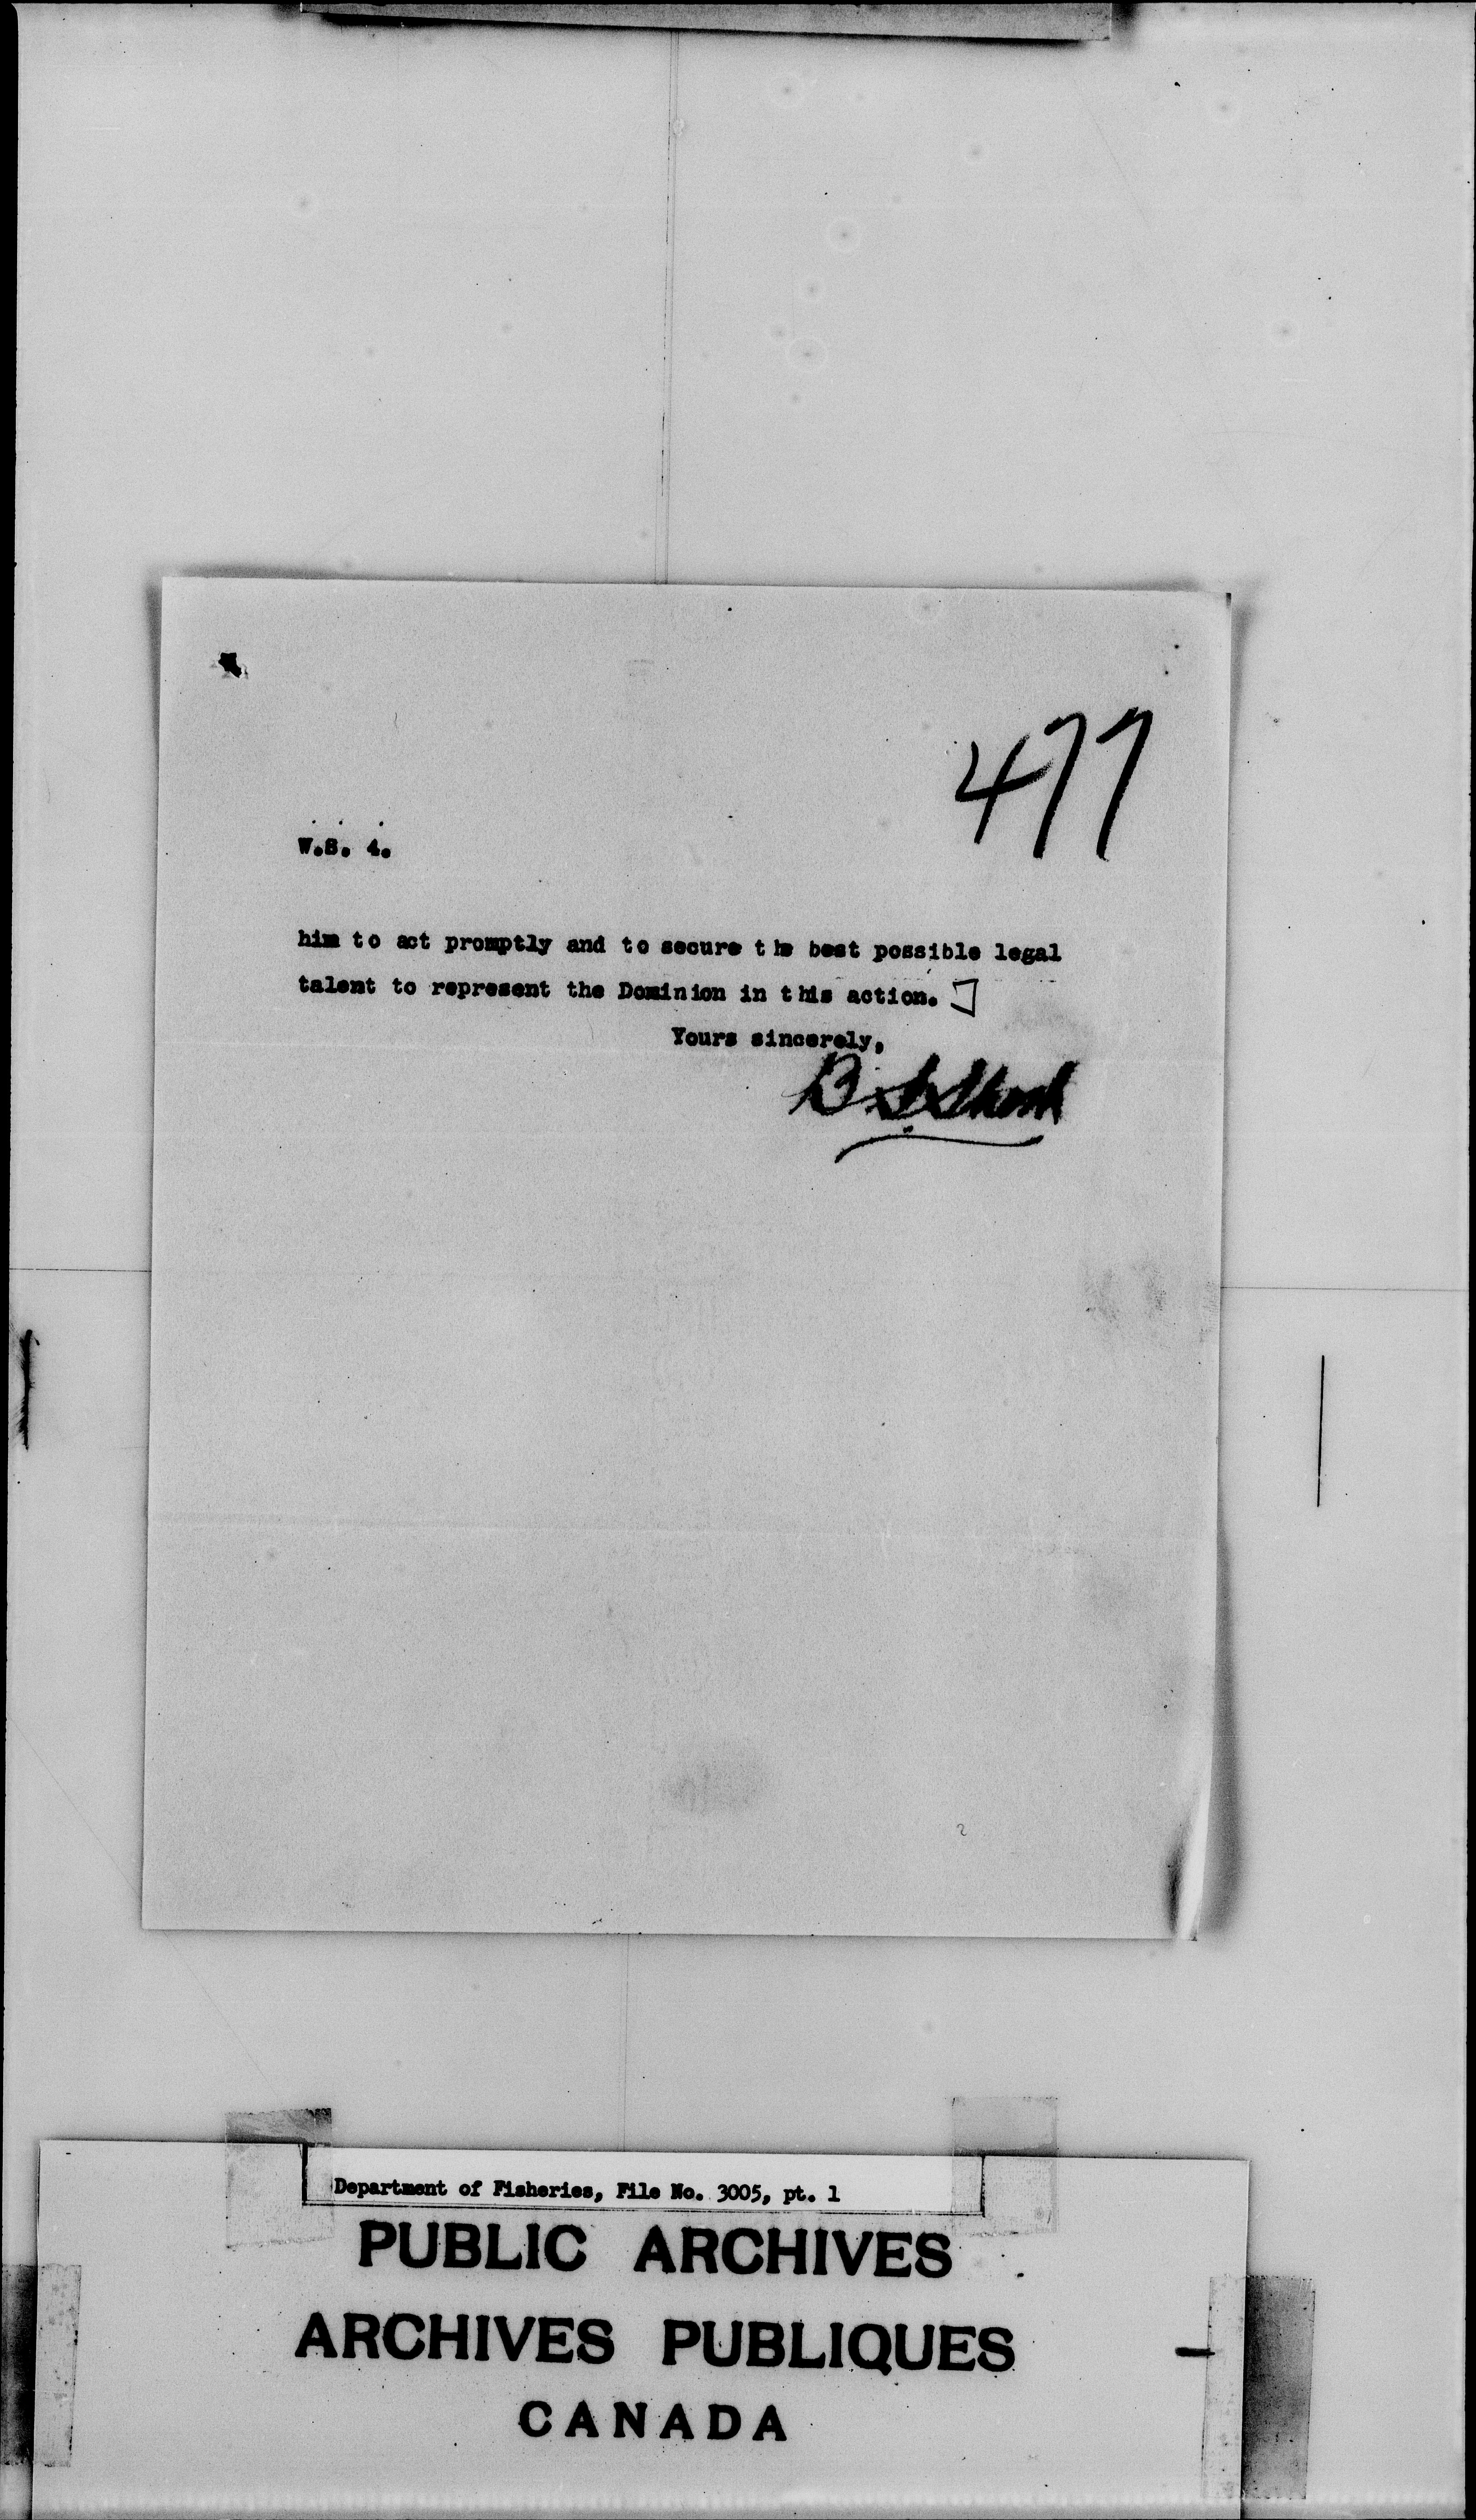 477
W.S. 4.
him to act promptly and to secure the best possible legal
talent to represent the Dominion in this action. ]
Yours sincerely,
B.
Department of Fisheries, File No. 3005, pt. 1
PUBLIC ARCHIVES
ARCHIVES PUBLIQUES
CANADA